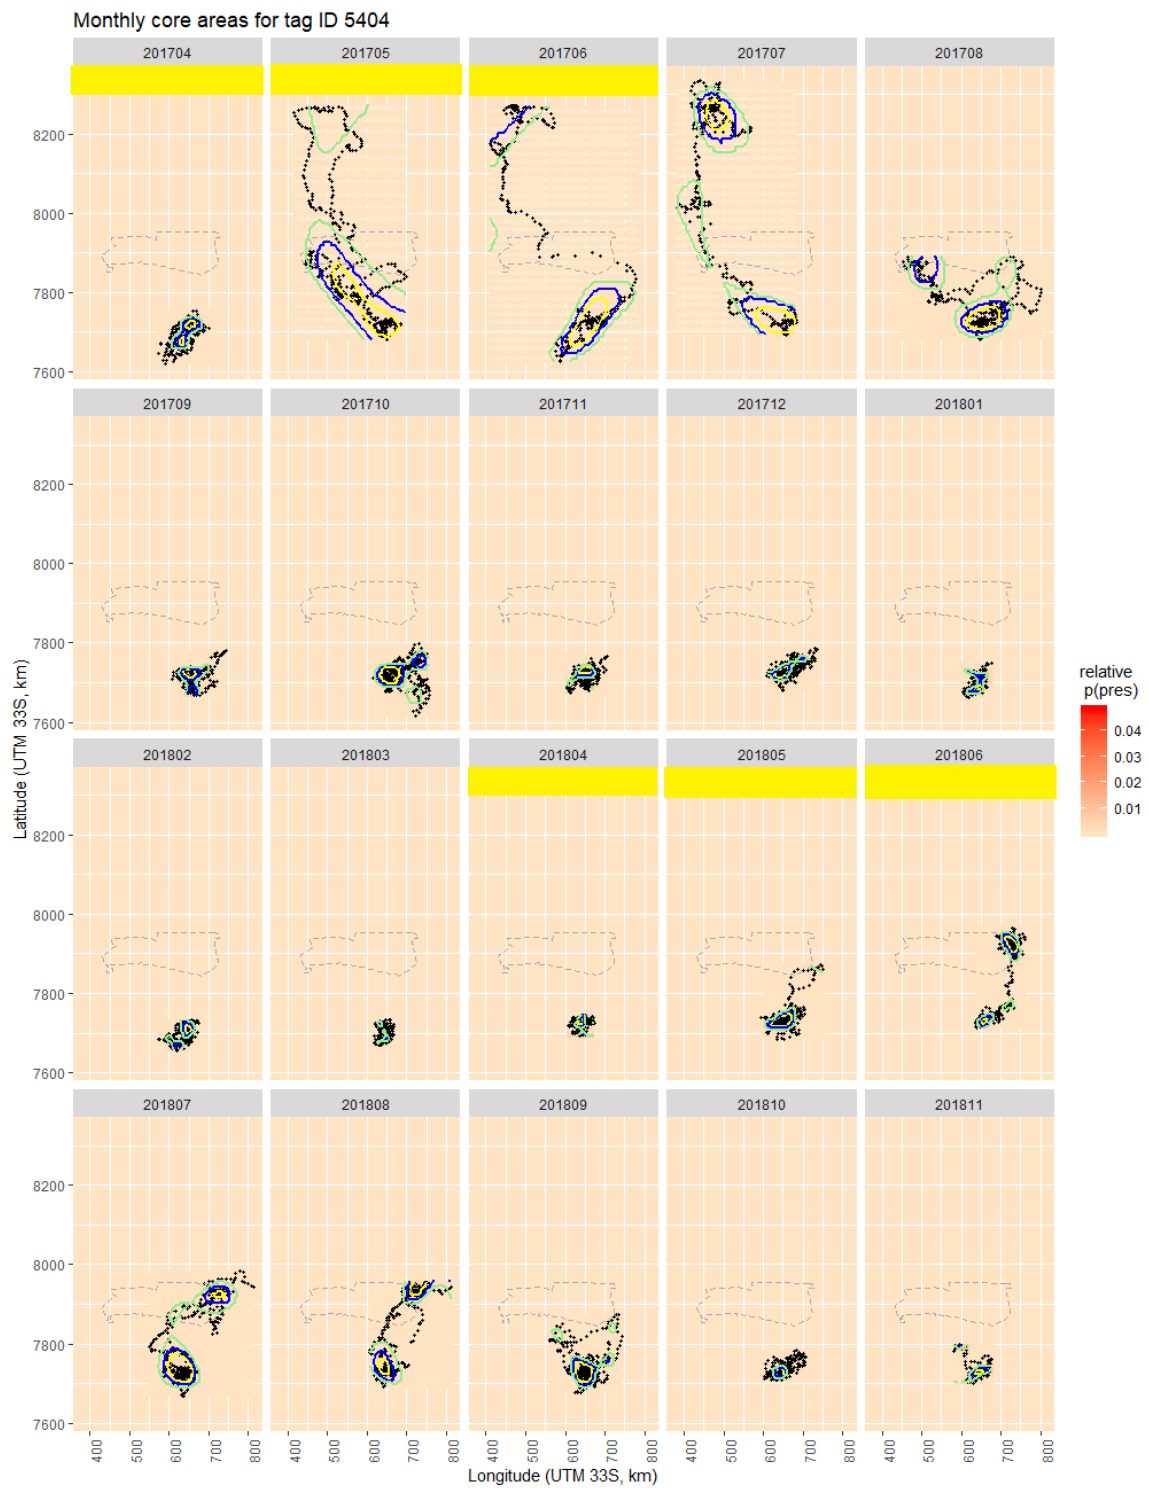 Monthly core areas for tag ID 5404
201704 201705 201706 201707 201708
8200
8000
7800
7600
201709 201710 201711 201712 201801
8200
8000
7800
7600
201802 201803 201804 201805 201806
8200
8000
7800
7600
201807 201808 201809 201810 201811
8200
8000
7800
7600
400 500 600 700 800 400 500 600 700 800 400 500 600 700 800 400 500 600 700 800 400 500 600 700 800
Longitude (UTM 33S, km)
Latitude (UTM 33S, km)
relative
p(pres)
0.04
0.03
0.02
0.01